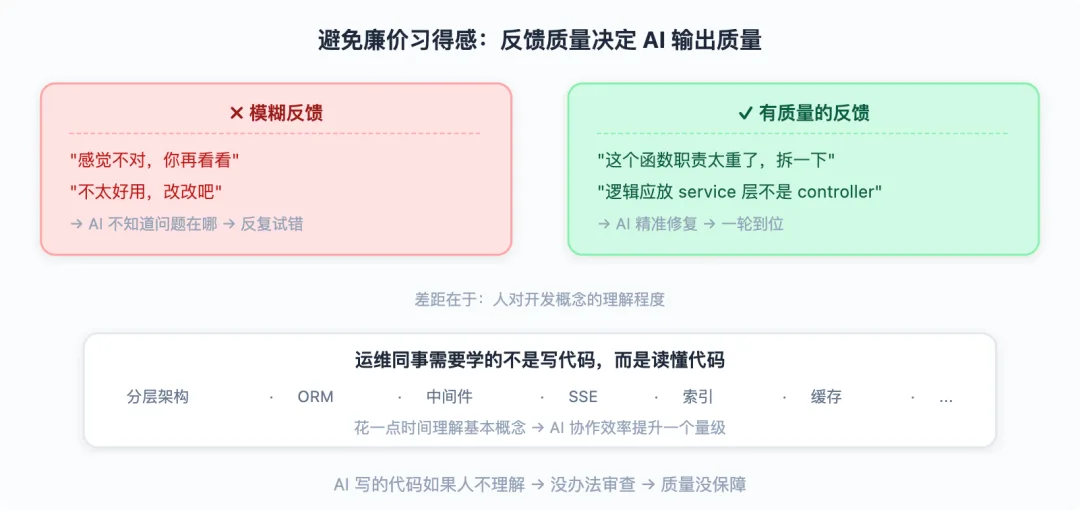 避免廉价习得感：反馈质量决定 AI 输出质量
✕ 模糊反馈
"感觉不对，你再看看"
"不太好用，改改吧"
→ AI 不知道问题在哪 → 反复试错
✓ 有质量的反馈
"这个函数职责太重了，拆一下"
"逻辑应放 service 层不是 controller"
→ AI 精准修复 → 一轮到位
差距在于：人对开发概念的理解程度
运维同事需要学的不是写代码，而是读懂代码
分层架构 · ORM · 中间件 · SSE · 索引 · 缓存 · ...
花一点时间理解基本概念 → AI 协作效率提升一个量级
AI 写的代码如果人不理解 → 没办法审查 → 质量没保障